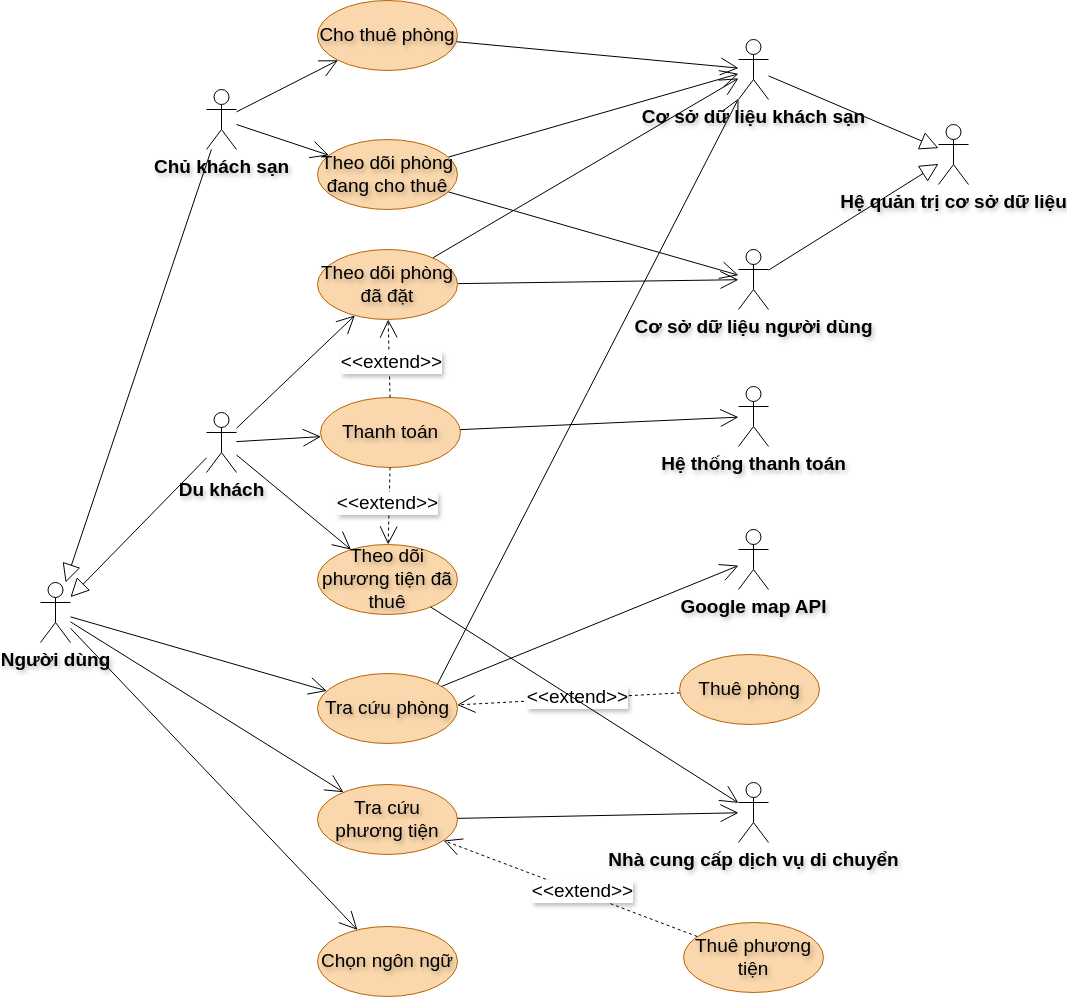 Cho thuê phòng
Cơ sở dữ liệu khách sạn
Chủ khách sạn
Theo dõi phòng
đang cho thuê
Hệ quản trị cơ sở dữ liệu
Theo dõi phòng
đã đặt
Cơ sở dữ liệu người dùng
<<extend>>
Thanh toán
Hệ thống thanh toán
Du khách
<<extend>>
Theo dõi
phương tiện đã
thuê
Google map API
Người dùng
Tra cứu phòng
<<extend>>
Thuê phòng
Tra cứu
phương tiện
Nhà cung cấp dịch vụ di chuyển
<<extend>>
Chọn ngôn ngữ
Thuê phương
tiện